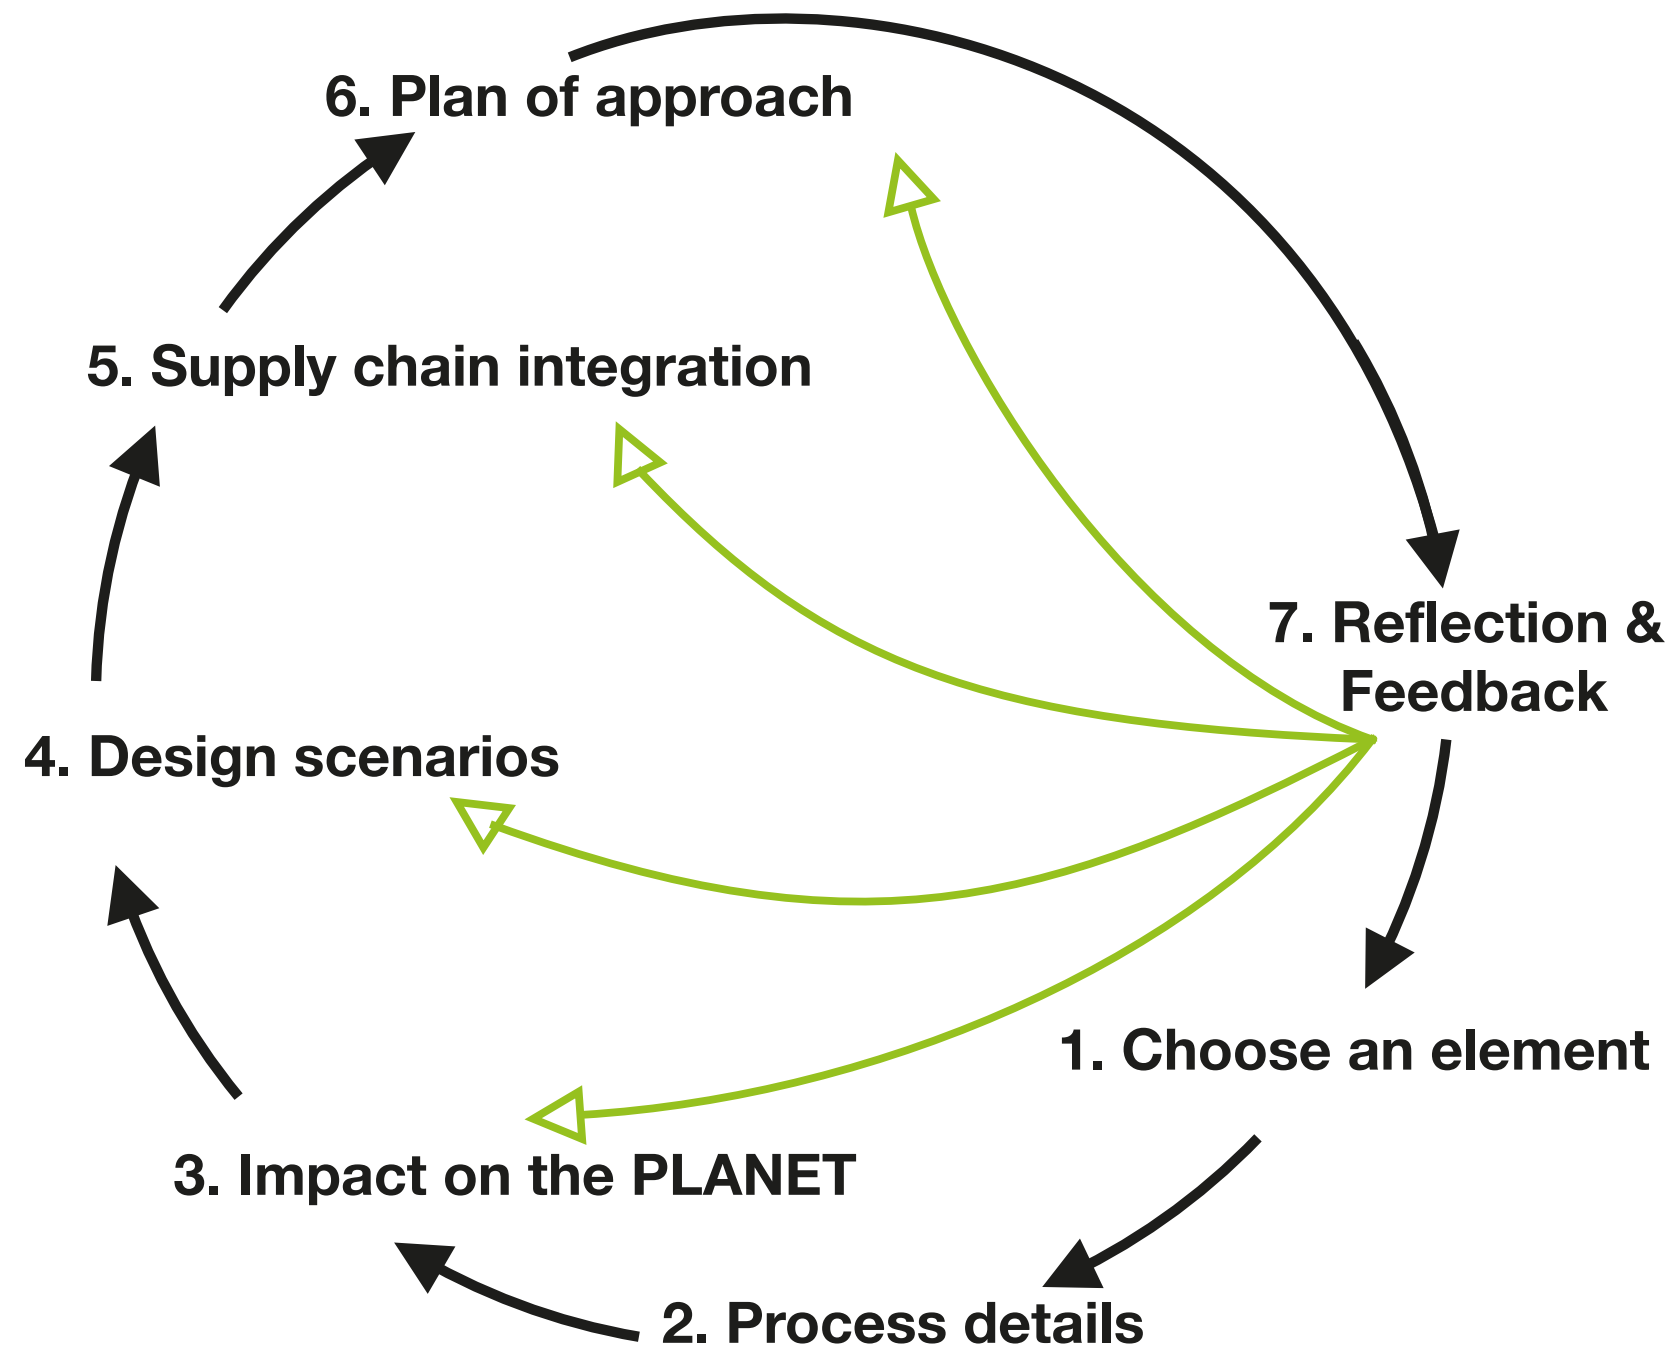 6. Plan of approach
5. Supply chain integration
7. Reflection &
Feedback
4. Design scenarios
1. Choose an element
3. Impact on the PLANET
2. Process details